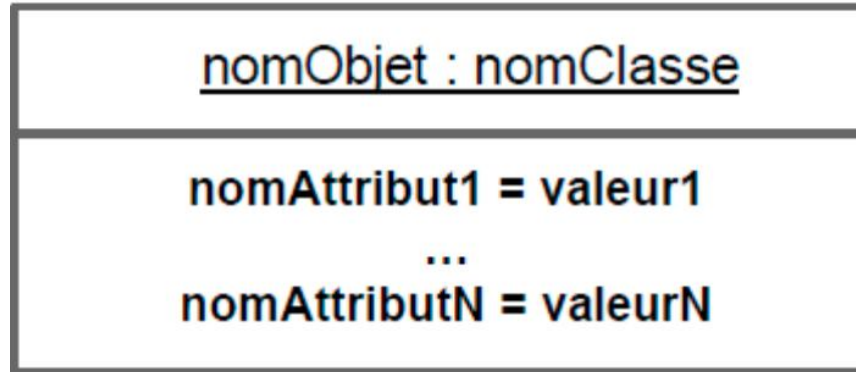 nomObjet : nomClasse
nomAttribut1 = valeur1
...
nomAttributN = valeurN